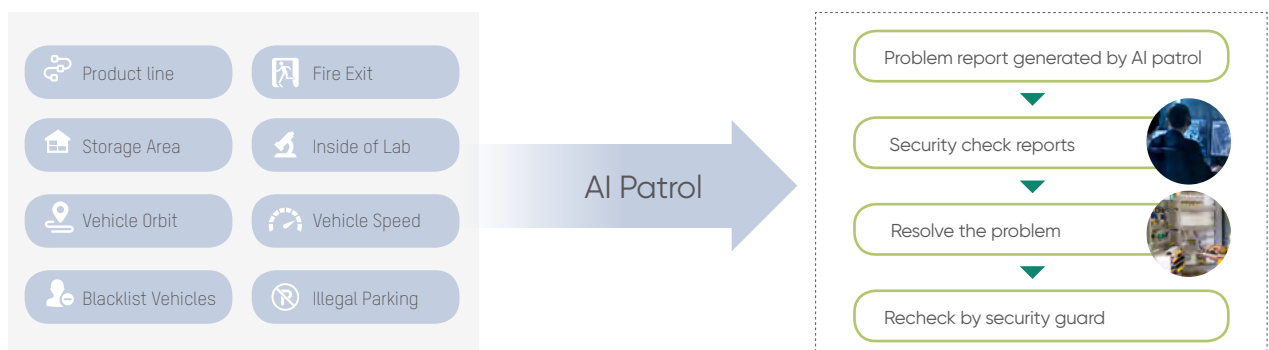 Product line
Fire Exit
Storage Area
Inside of Lab
Vehicle Orbit
Vehicle Speed
Blacklist Vehicles
Illegal Parking
AI Patrol
Problem report generated by AI patrol
Security check reports
Resolve the problem
Recheck by security guard